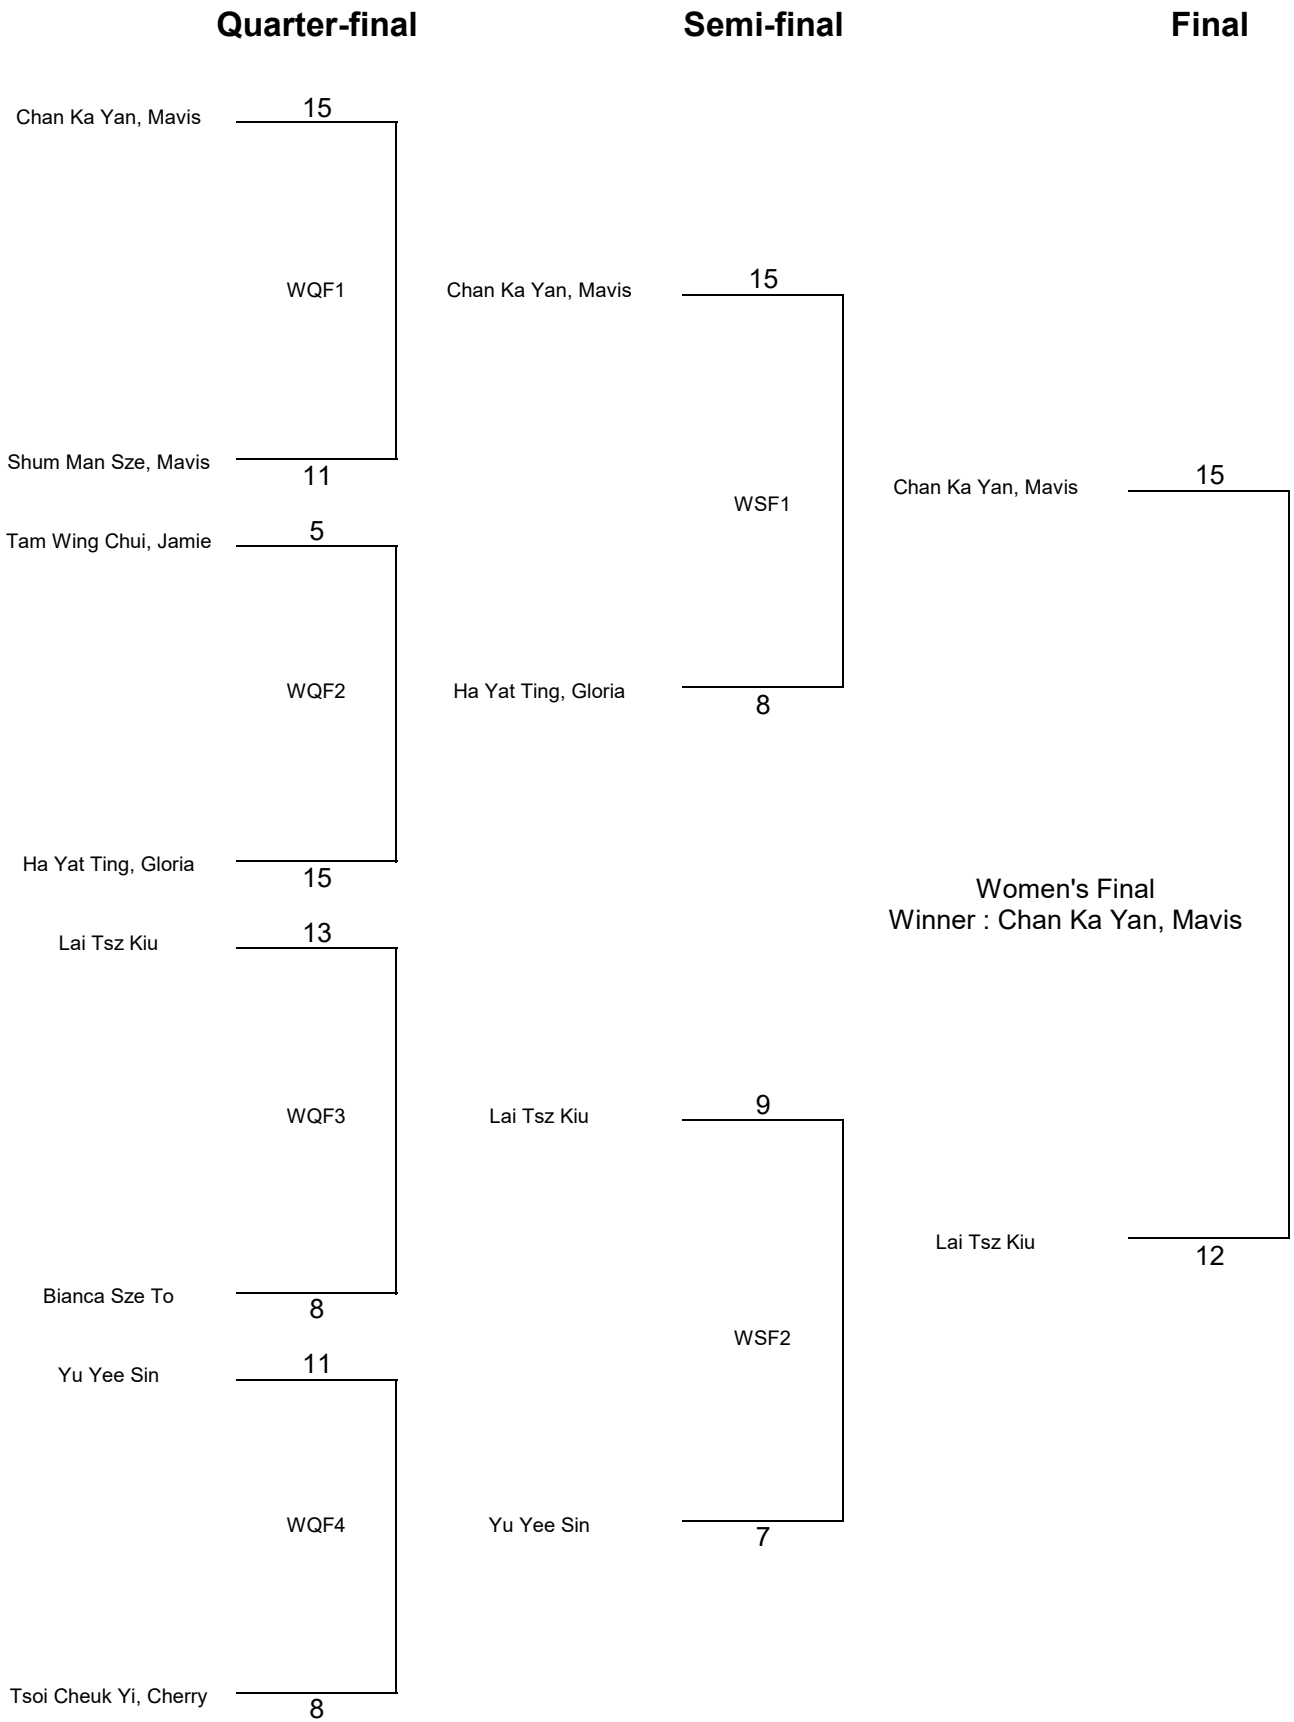 Quarter-final Semi-final Final
15
Chan Ka Yan, Mavis
WQF1
Shum Man Sze, Mavis
11
5
Tam Wing Chui, Jamie
WQF2
Ha Yat Ting, Gloria
15
13
Lai Tsz Kiu
WQF3
Bianca Sze To
8
11
Yu Yee Sin
WQF4
Tsoi Cheuk Yi, Cherry
8
15
Chan Ka Yan, Mavis
WSF1
Ha Yat Ting, Gloria
8
9
Lai Tsz Kiu
WSF2
Yu Yee Sin
7
15
Chan Ka Yan, Mavis
Women's Final
Winner : Chan Ka Yan, Mavis
Lai Tsz Kiu
12